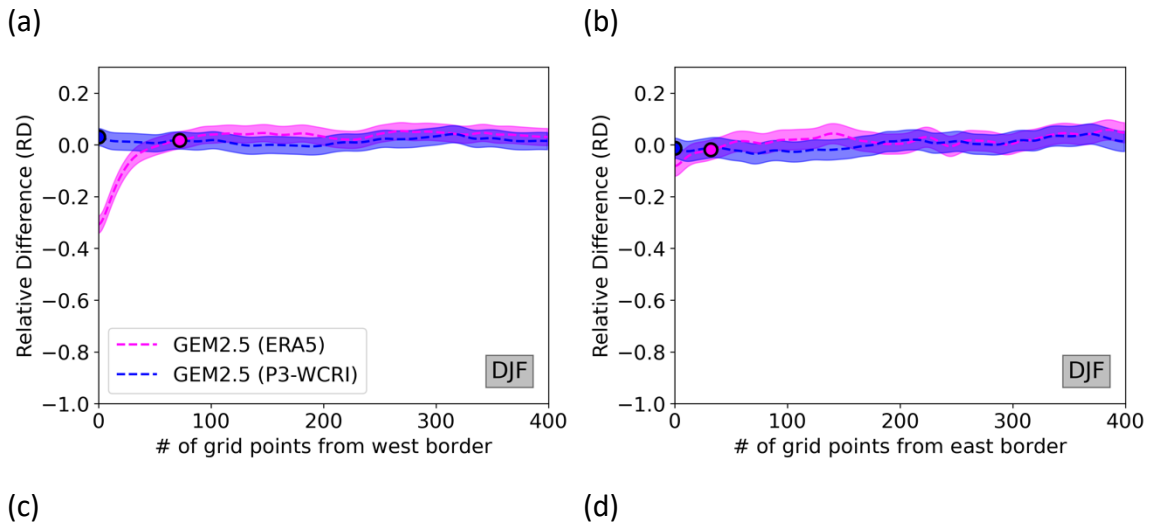 (a)
(b)
Relative Difference (RD)
0.2
0.0
−0.2
−0.4
−0.6
−0.8
−1.0
GEM2.5 (ERA5)
GEM2.5 (P3-WCRI)
DJF
0 100 200 300 400
# of grid points from west border
Relative Difference (RD)
0.2
0.0
−0.2
−0.4
−0.6
−0.8
−1.0
DJF
0 100 200 300 400
# of grid points from east border
(c)
(d)